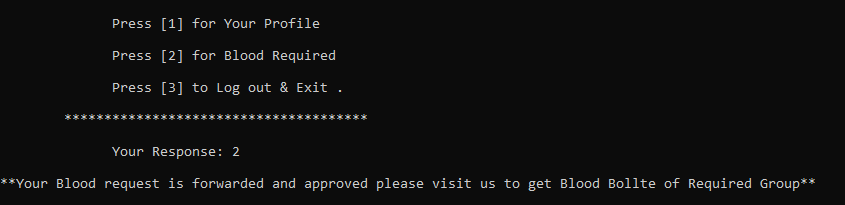 Press [1] for Your Profile
Press [2] for Blood Required
Press [3] to Log out & Exit .
**************************************
Your Response: 2
**Your Blood request is forwarded and approved please visit us to get Blood Bollte of Required Group**